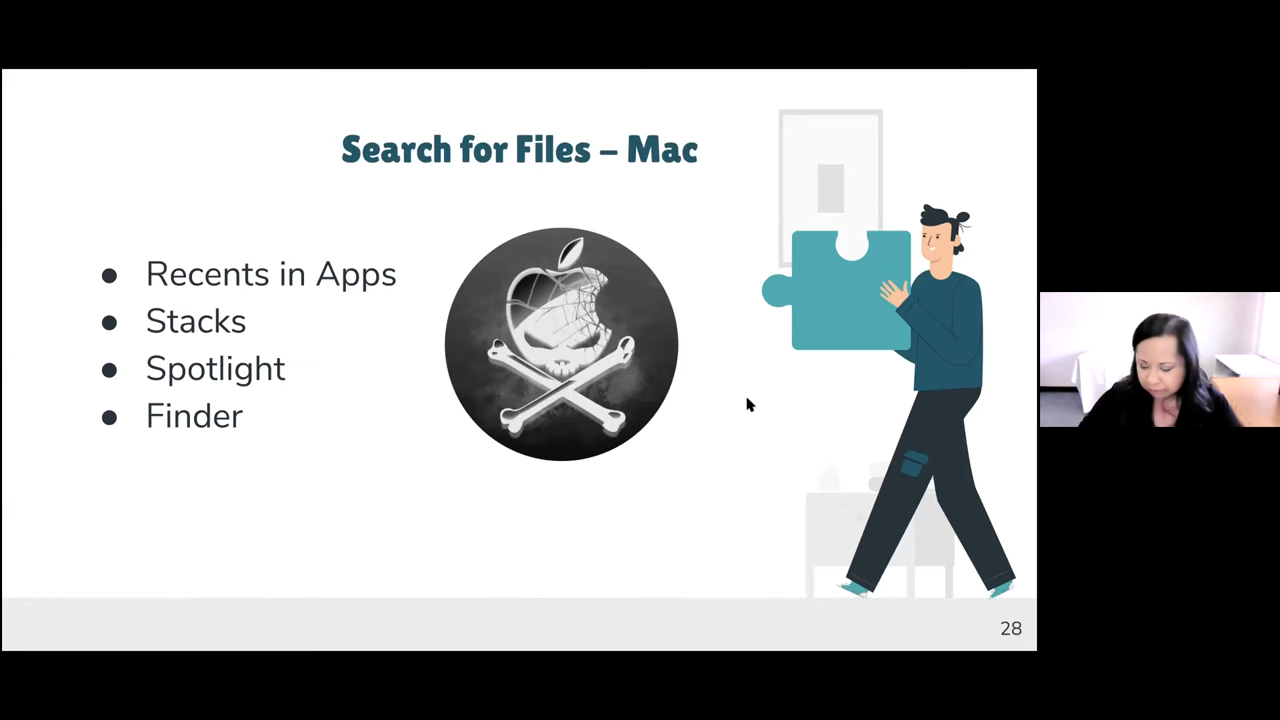 Search for Files – Mac
● Recents in Apps
● Stacks
● Spotlight
● Finder
28